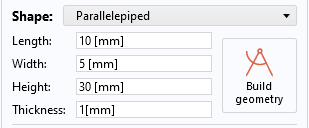 Shape: Parallelepiped
Length: 10 [mm]
Width: 5 [mm]
Height: 30 [mm]
Thickness: 1[mm]
Build
geometry